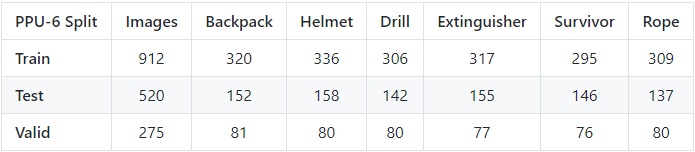 PPU-6 Split Images Backpack Helmet Drill Extinguisher Survivor Rope
Train 912 320 336 306 317 295 309
Test 520 152 158 142 155 146 137
Valid 275 81 80 80 77 76 80